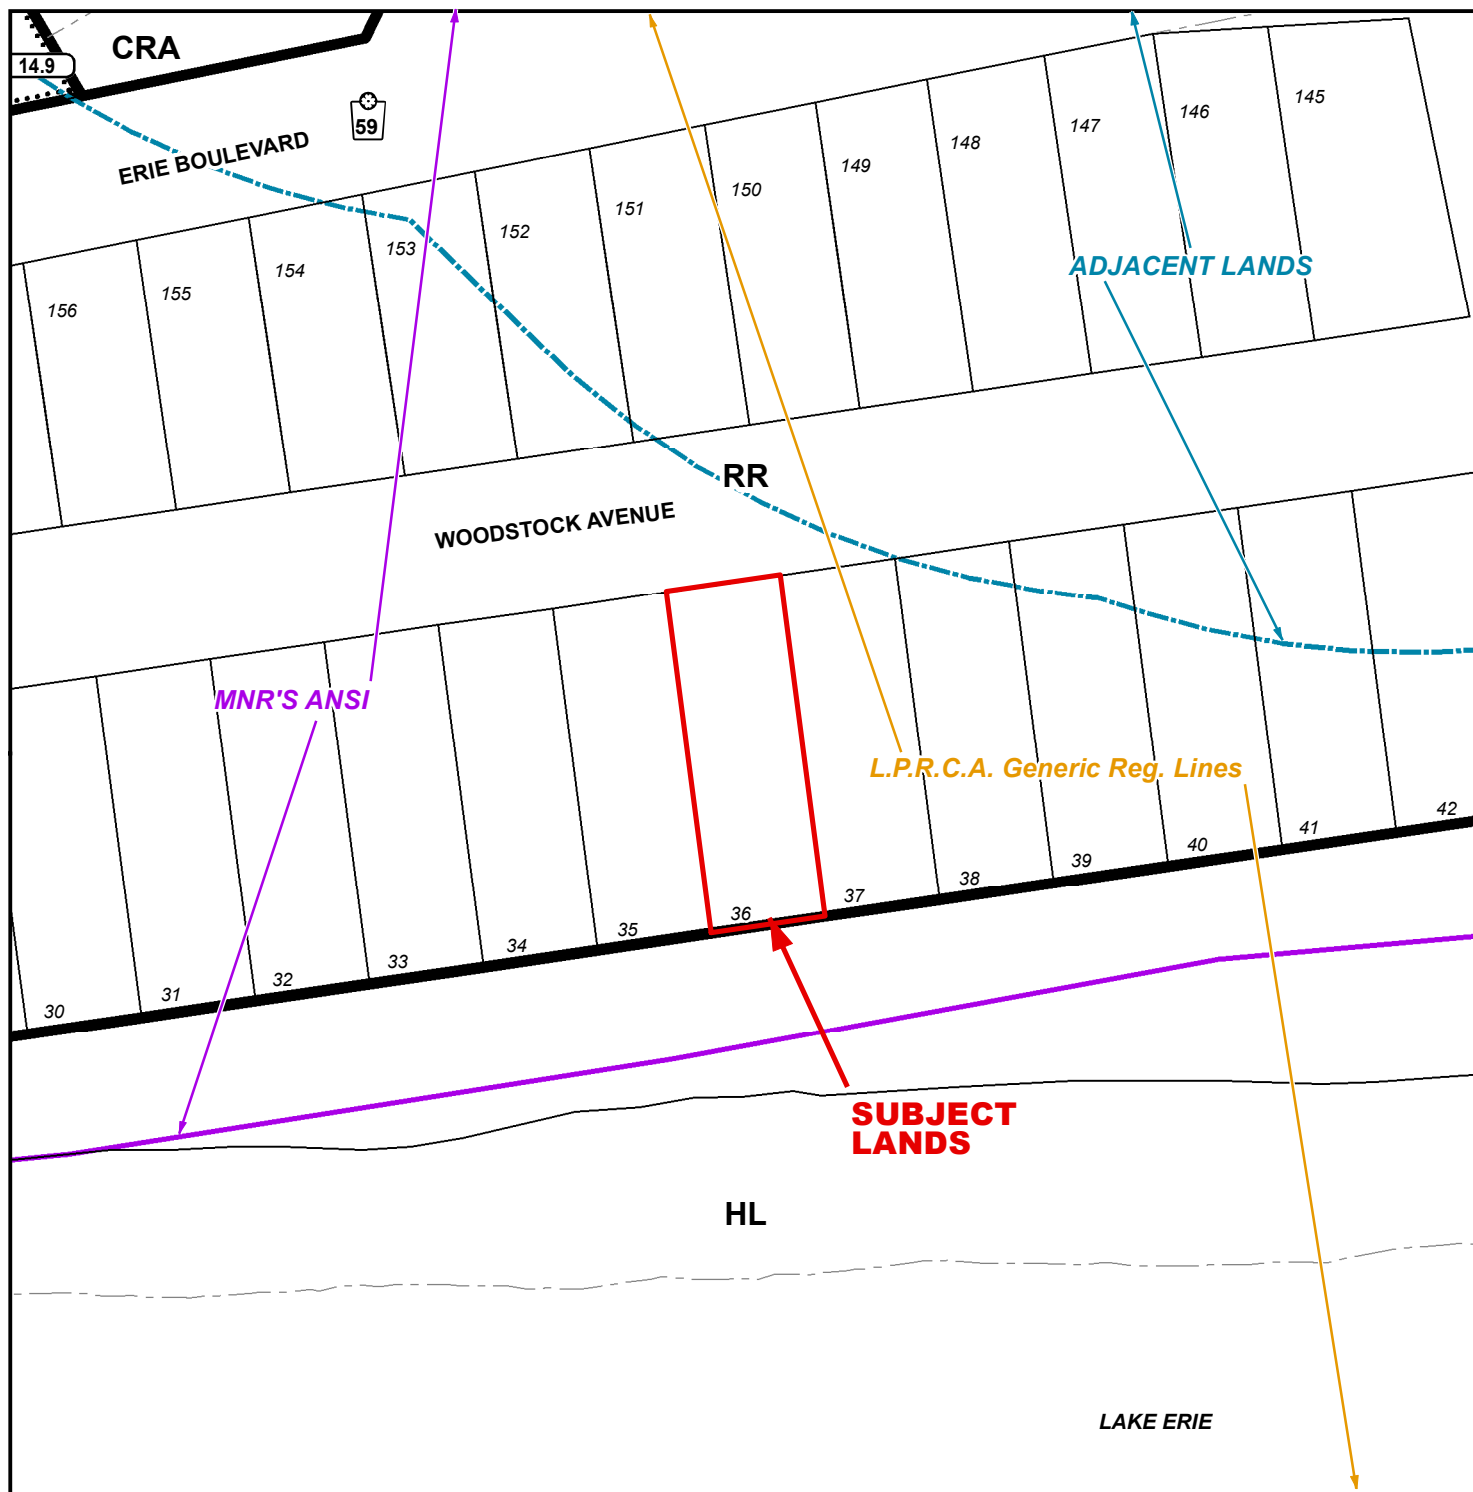 CRA
14.9
59
ERIE BOULEVARD
145
146
147
148
149
150
151
152
153
154
155
156
ADJACENT LANDS
RR
WOODSTOCK AVENUE
MNR'S ANSI
L.P.R.C.A. Generic Reg. Lines
42
41
40
39
38
37
36
35
34
33
32
31
30
SUBJECT
LANDS
HL
LAKE ERIE